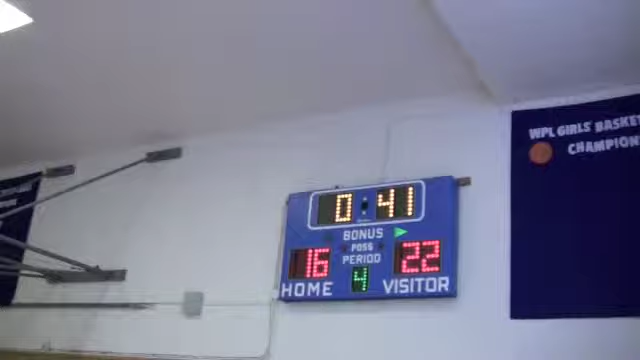 0:41
BONUS
POSS
PERIOD
16 4 22
HOME VISITOR
WPL GIRLS' BASKET
CHAMPION